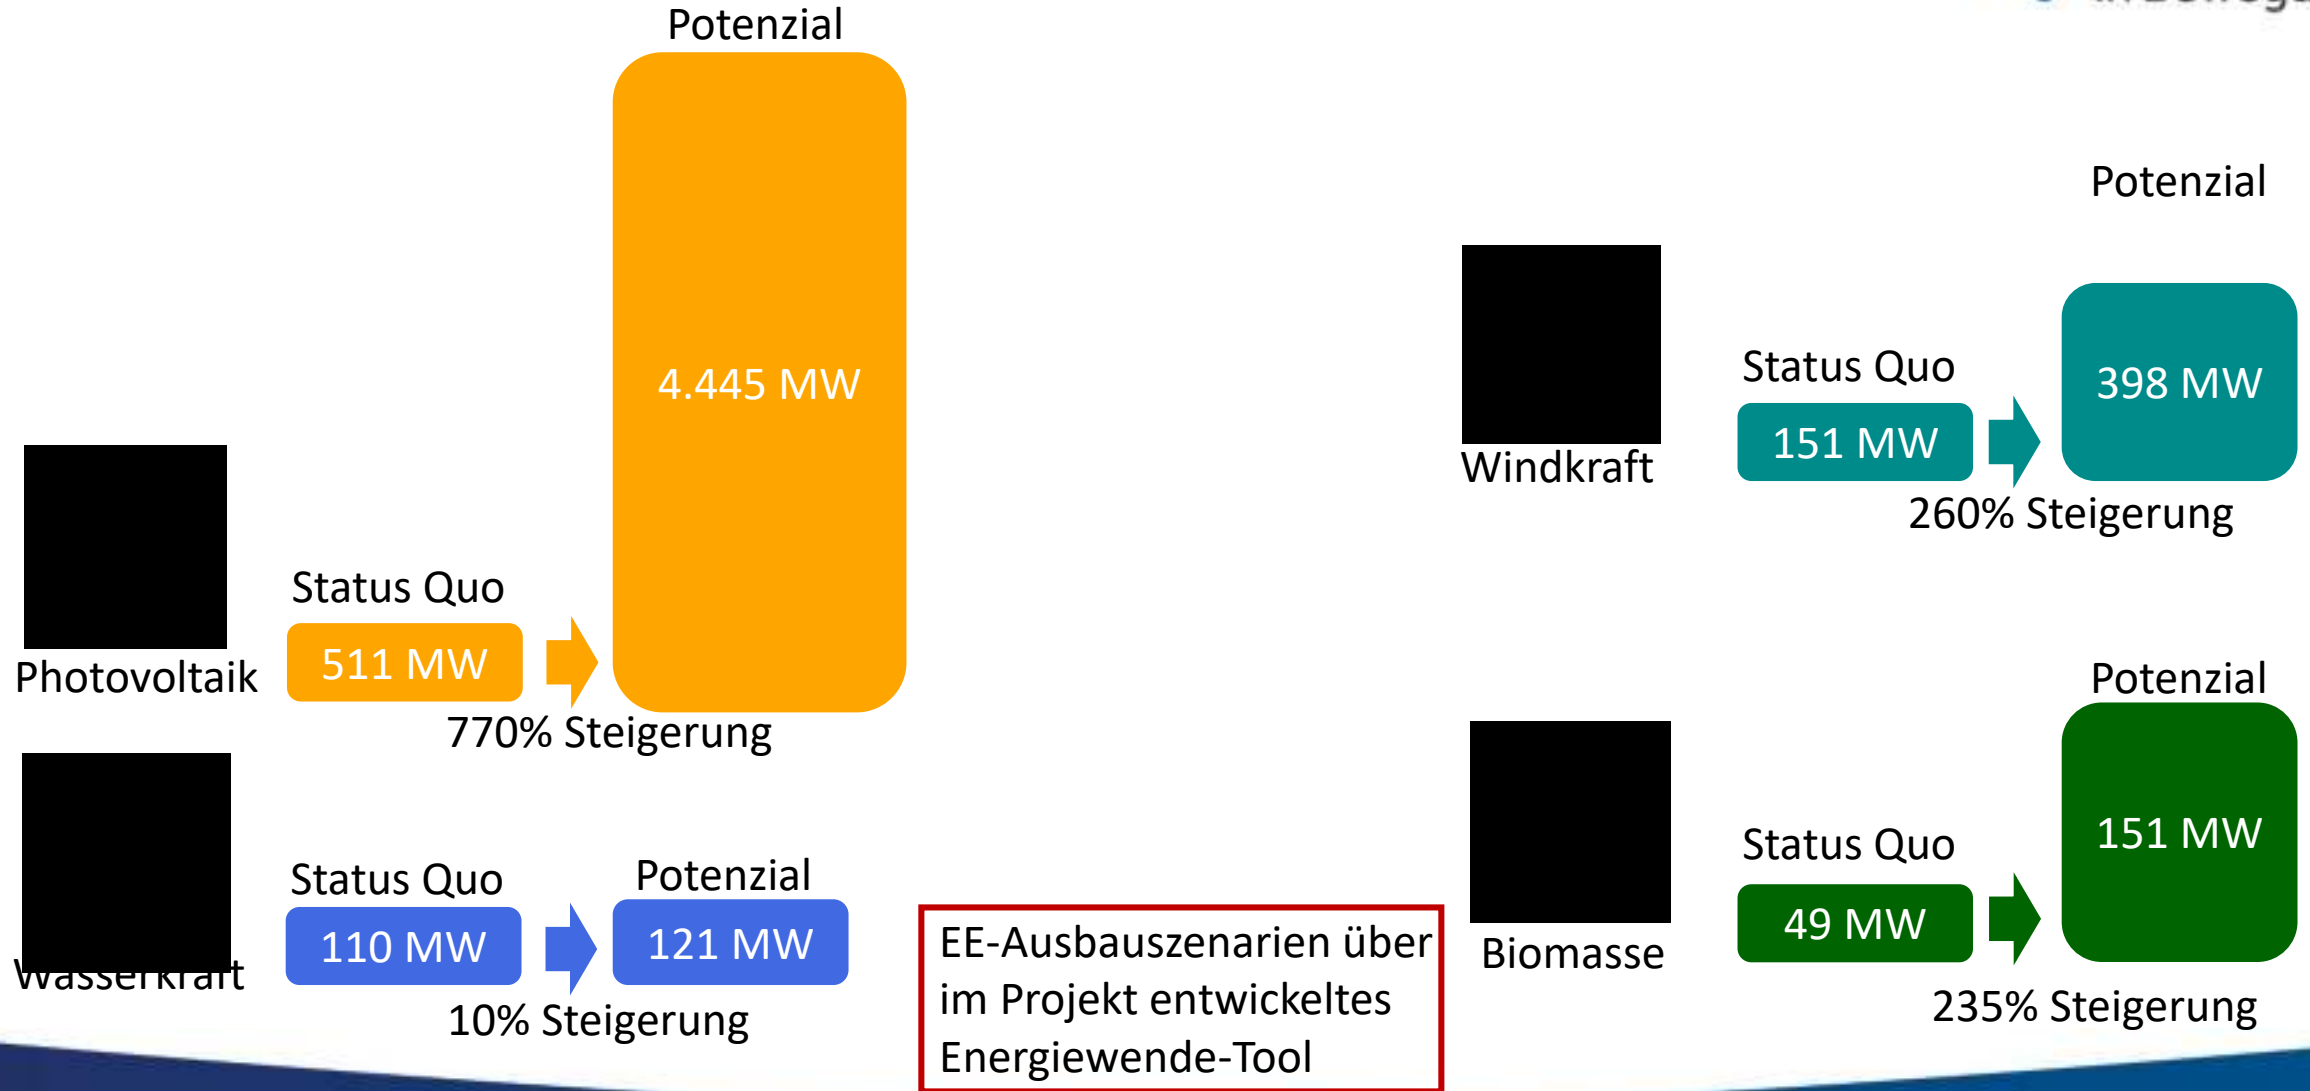 Potenzial
4.445 MW
Status Quo
511 MW
Photovoltaik
770% Steigerung
Status Quo
Potenzial
110 MW
121 MW
Wasserkraft
10% Steigerung
EE-Ausbauszenarien über
im Projekt entwickeltes
Energiewende-Tool
Potenzial
Status Quo
398 MW
151 MW
Windkraft
260% Steigerung
Potenzial
Status Quo
151 MW
49 MW
Biomasse
235% Steigerung